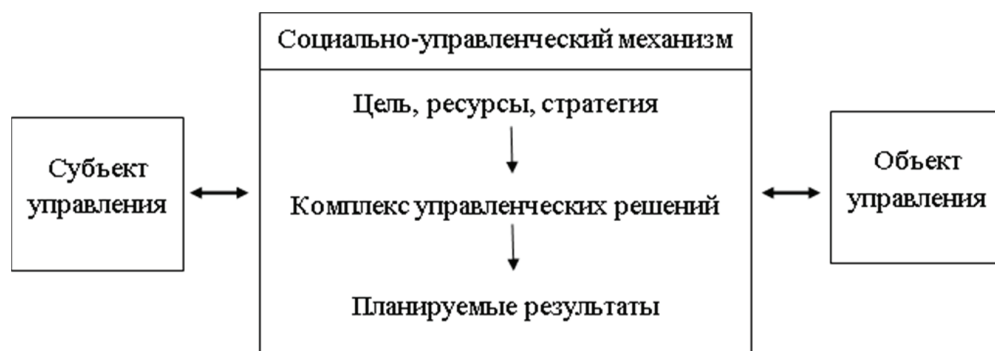 Социально-управленческий механизм
Цель, ресурсы, стратегия
Субъект
управления
Комплекс управленческих решений
Объект
управления
Планируемые результаты